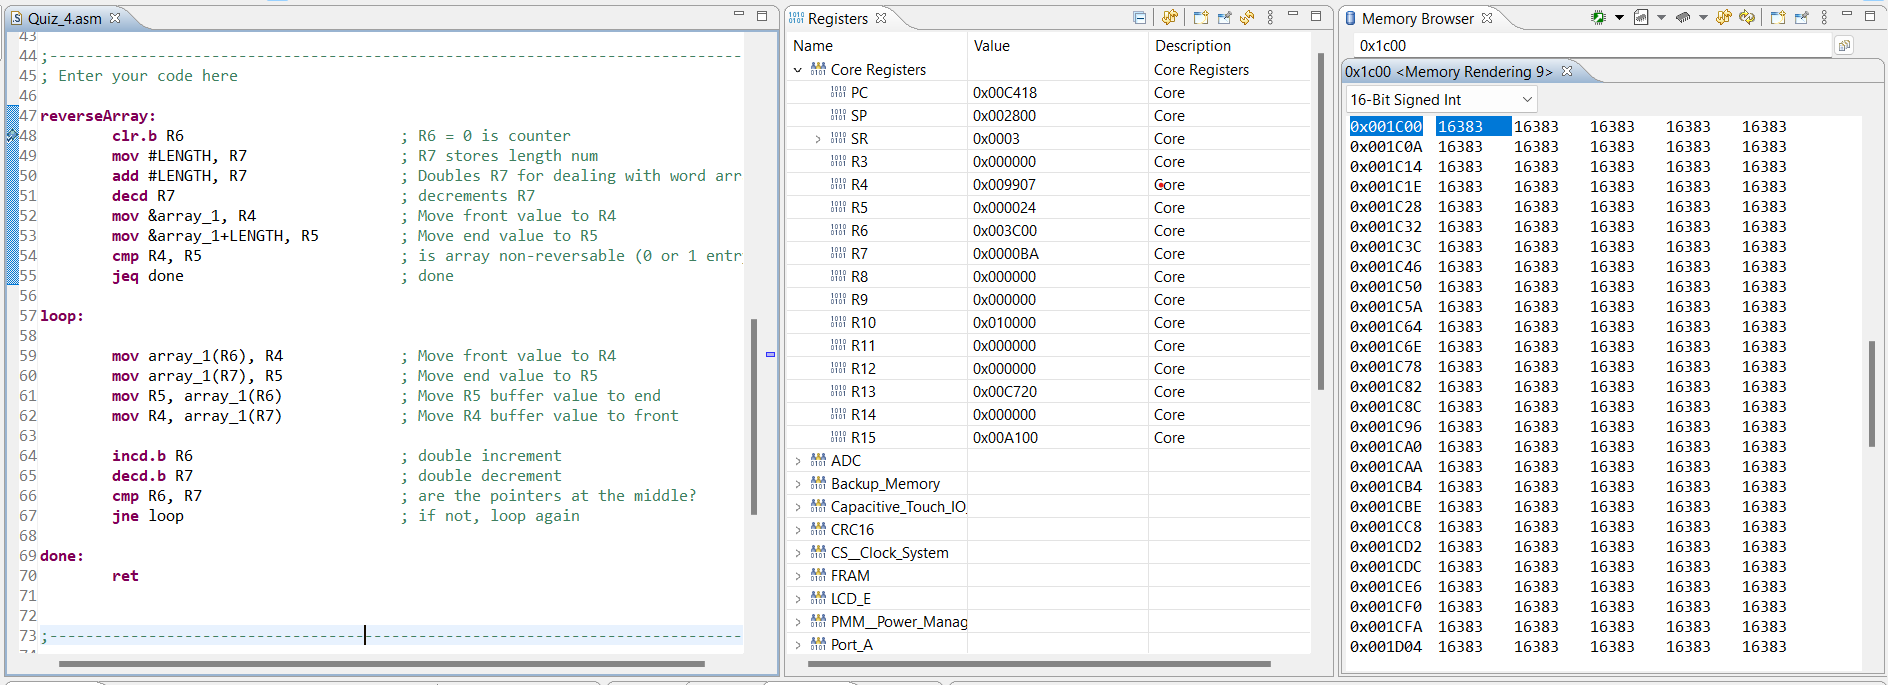 Quiz_4.asm
43
44 ;------------------------------------------------------------------------------
45 ; Enter your code here
46
47 reverseArray:
48 clr.b R6 ; R6 = 0 is counter
49 mov #LENGTH, R7 ; R7 stores length num
50 add #LENGTH, R7 ; Doubles R7 for dealing with word arr
51 decd R7 ; decrements R7
52 mov &array_1, R4 ; Move front value to R4
53 mov &array_1+LENGTH, R5 ; Move end value to R5
54 cmp R4, R5 ; is array non-reversable (0 or 1 entr
55 jeq done ; done
56
57 loop:
58
59 mov array_1(R6), R4 ; Move front value to R4
60 mov array_1(R7), R5 ; Move end value to R5
61 mov R5, array_1(R6) ; Move R5 buffer value to end
62 mov R4, array_1(R7) ; Move R4 buffer value to front
63
64 incd.b R6 ; double increment
65 decd.b R7 ; double decrement
66 cmp R6, R7 ; are the pointers at the middle?
67 jne loop ; if not, loop again
68
69 done:
70 ret
71
72
73 ;------------------------------------------------------------------------------
Registers
Name Value Description
Core Registers Core Registers
PC 0x00C418 Core
SP 0x002800 Core
SR 0x0003 Core
R3 0x000000 Core
R4 0x009907 Core
R5 0x000024 Core
R6 0x003C00 Core
R7 0x0000BA Core
R8 0x000000 Core
R9 0x000000 Core
R10 0x010000 Core
R11 0x000000 Core
R12 0x000000 Core
R13 0x00C720 Core
R14 0x000000 Core
R15 0x00A100 Core
ADC
Backup_Memory
Capacitive_Touch_IO_
CRC16
CS__Clock_System
FRAM
LCD_E
PMM__Power_Manag
Port_A
Memory Browser
0x1c00
0x1c00 <Memory Rendering 9>
16-Bit Signed Int
0x001C00 16383 16383 16383 16383 16383
0x001C0A 16383 16383 16383 16383 16383
0x001C14 16383 16383 16383 16383 16383
0x001C1E 16383 16383 16383 16383 16383
0x001C28 16383 16383 16383 16383 16383
0x001C32 16383 16383 16383 16383 16383
0x001C3C 16383 16383 16383 16383 16383
0x001C46 16383 16383 16383 16383 16383
0x001C50 16383 16383 16383 16383 16383
0x001C5A 16383 16383 16383 16383 16383
0x001C64 16383 16383 16383 16383 16383
0x001C6E 16383 16383 16383 16383 16383
0x001C78 16383 16383 16383 16383 16383
0x001C82 16383 16383 16383 16383 16383
0x001C8C 16383 16383 16383 16383 16383
0x001C96 16383 16383 16383 16383 16383
0x001CA0 16383 16383 16383 16383 16383
0x001CAA 16383 16383 16383 16383 16383
0x001CB4 16383 16383 16383 16383 16383
0x001CBE 16383 16383 16383 16383 16383
0x001CC8 16383 16383 16383 16383 16383
0x001CD2 16383 16383 16383 16383 16383
0x001CDC 16383 16383 16383 16383 16383
0x001CE6 16383 16383 16383 16383 16383
0x001CF0 16383 16383 16383 16383 16383
0x001CFA 16383 16383 16383 16383 16383
0x001D04 16383 16383 16383 16383 16383